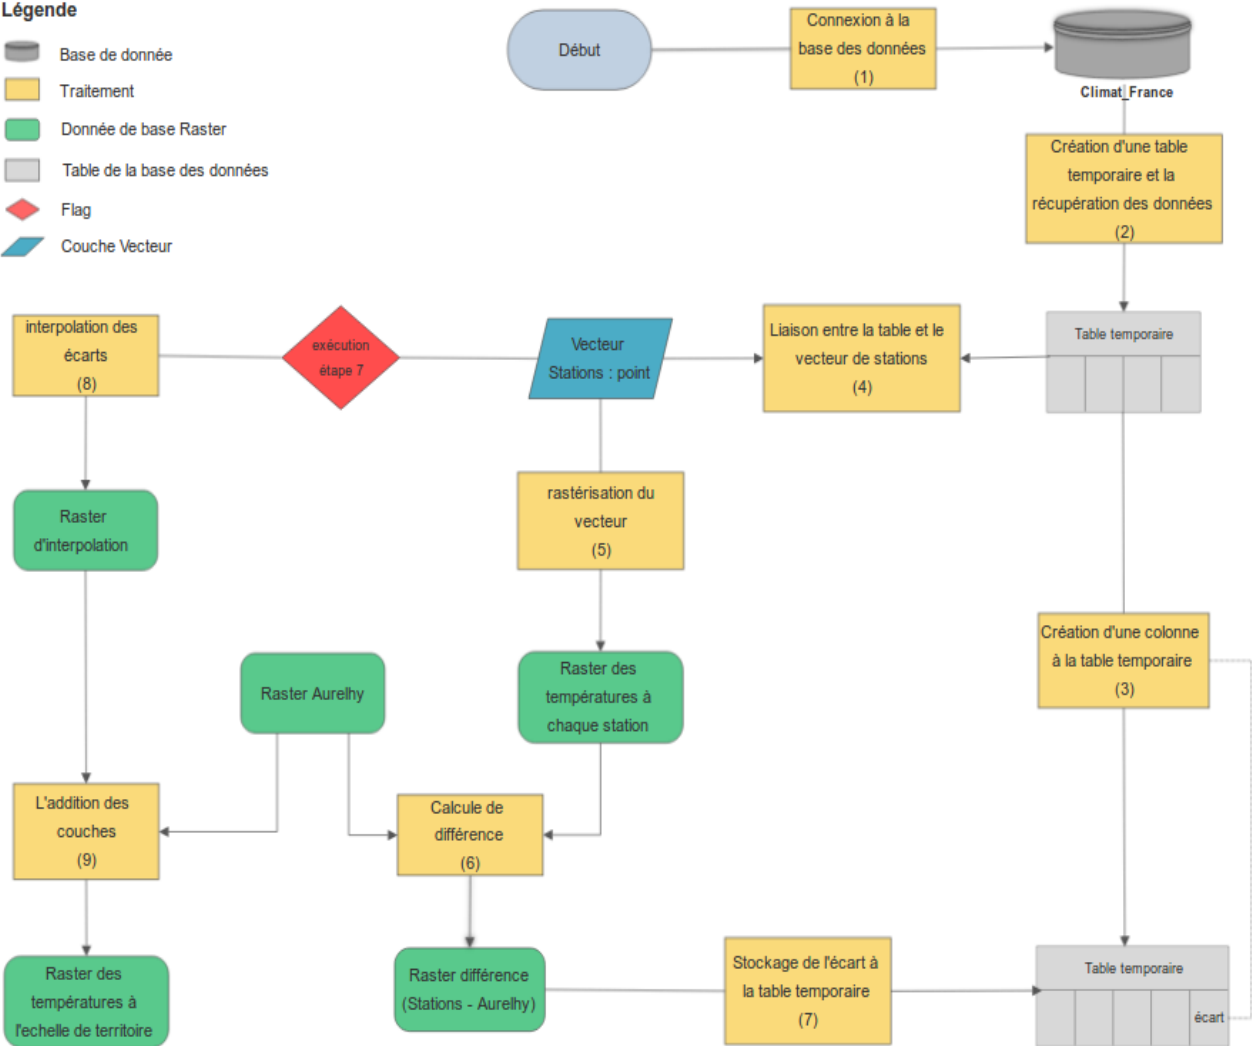 Légende
Base de donnée
Traitement
Donnée de base Raster
Table de la base des données
Flag
Couche Vecteur
Début
Connexion à la
base des données
(1)
Climat_France
Création d'une table
temporaire et la
récupération des données
(2)
interpolation des
écarts
(8)
exécution
étape 7
Vecteur
Stations : point
Liaison entre la table et le
vecteur de stations
(4)
Table temporaire
Raster
d'interpolation
rastérisation du
vecteur
(5)
Création d'une colonne
à la table temporaire
(3)
Raster Aurelhy
Raster des
températures à
chaque station
L'addition des
couches
(9)
Calcule de
différence
(6)
Raster des
températures à
l'echelle de territoire
Raster différence
(Stations - Aurelhy)
Stockage de l'écart à
la table temporaire
(7)
Table temporaire
écart